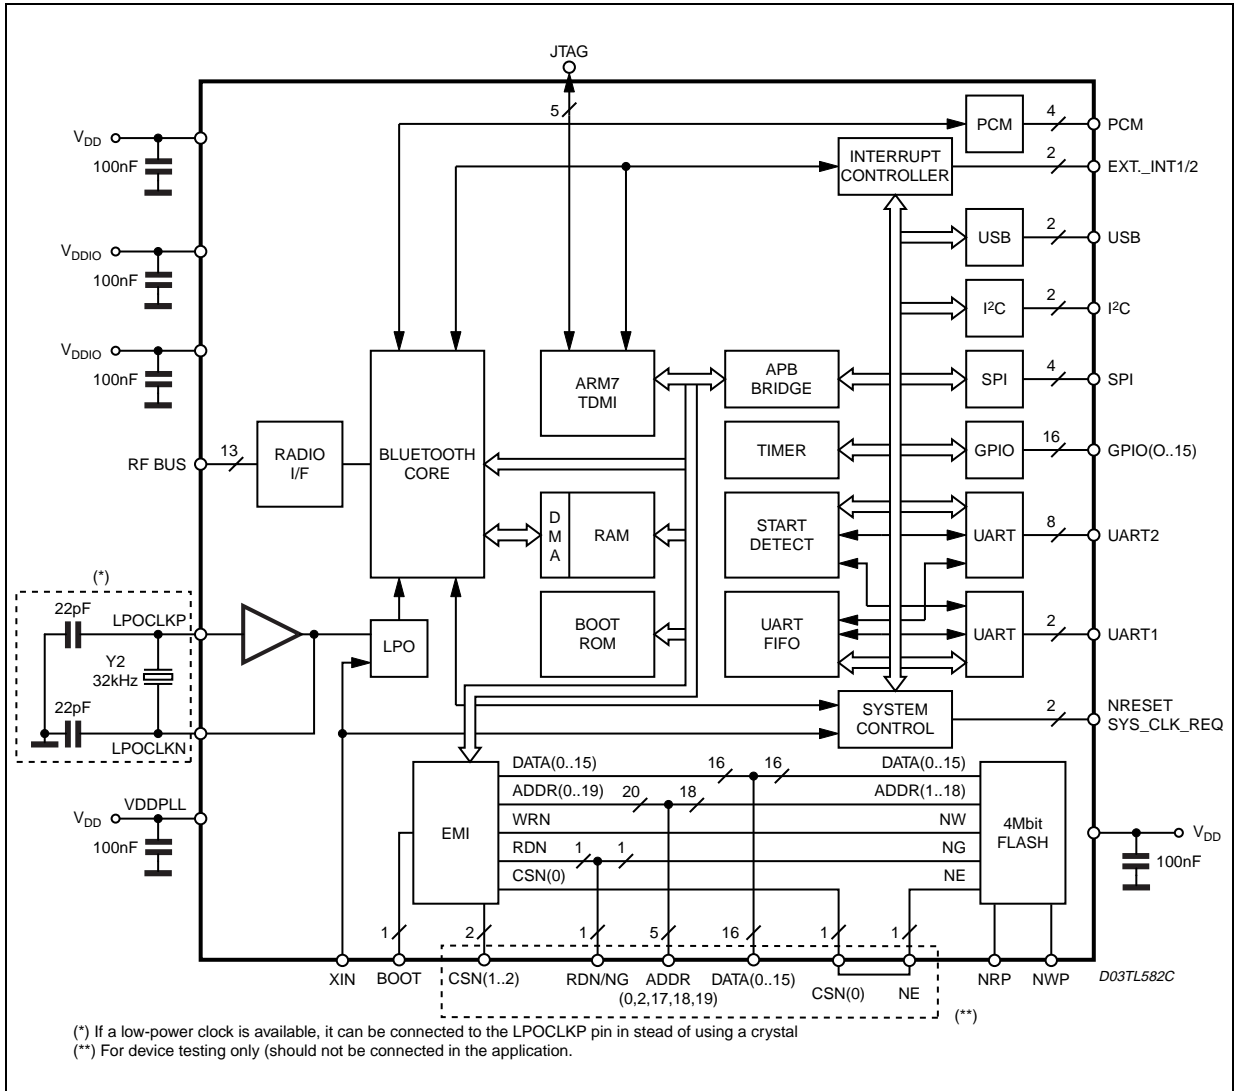 JTAG
5
PCM
4
PCM
V_DD
100nF
INTERRUPT
CONTROLLER
2
EXT._INT1/2
USB
2
USB
V_DDIO
100nF
I²C
2
I²C
V_DDIO
100nF
ARM7
TDMI
APB
BRIDGE
SPI
4
SPI
RF BUS
13
RADIO
I/F
BLUETOOTH
CORE
TIMER
GPIO
16
GPIO(O..15)
D
M
A
RAM
START
DETECT
UART
8
UART2
(*)
22pF
LPOCLKP
Y2
32kHz
22pF
LPOCLKN
LPO
BOOT
ROM
UART
FIFO
UART
2
UART1
SYSTEM
CONTROL
2
NRESET
SYS_CLK_REQ
VDDPLL
V_DD
100nF
EMI
DATA(0..15)
16
16
DATA(0..15)
ADDR(0..19)
20
18
ADDR(1..18)
WRN
NW
RDN
1
1
NG
CSN(0)
NE
4Mbit
FLASH
V_DD
100nF
1
2
1
5
16
1
1
XIN
BOOT
CSN(1..2)
RDN/NG
ADDR
(0,2,17,18,19)
DATA(0..15)
CSN(0)
NE
NRP
NWP
D03TL582C
(**)
(*) If a low-power clock is available, it can be connected to the LPOCLKP pin in stead of using a crystal
(**) For device testing only (should not be connected in the application.